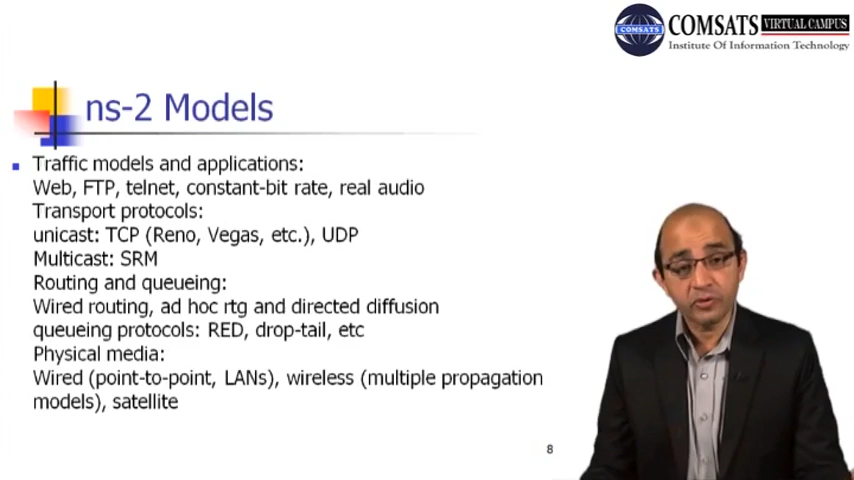 COMSATS VIRTUAL CAMPUS
COMSATS
Institute Of Information Technology
ns-2 Models
Traffic models and applications:
Web, FTP, telnet, constant-bit rate, real audio
Transport protocols:
unicast: TCP (Reno, Vegas, etc.), UDP
Multicast: SRM
Routing and queueing:
Wired routing, ad hoc rtg and directed diffusion
queueing protocols: RED, drop-tail, etc
Physical media:
Wired (point-to-point, LANs), wireless (multiple propagation
models), satellite
8